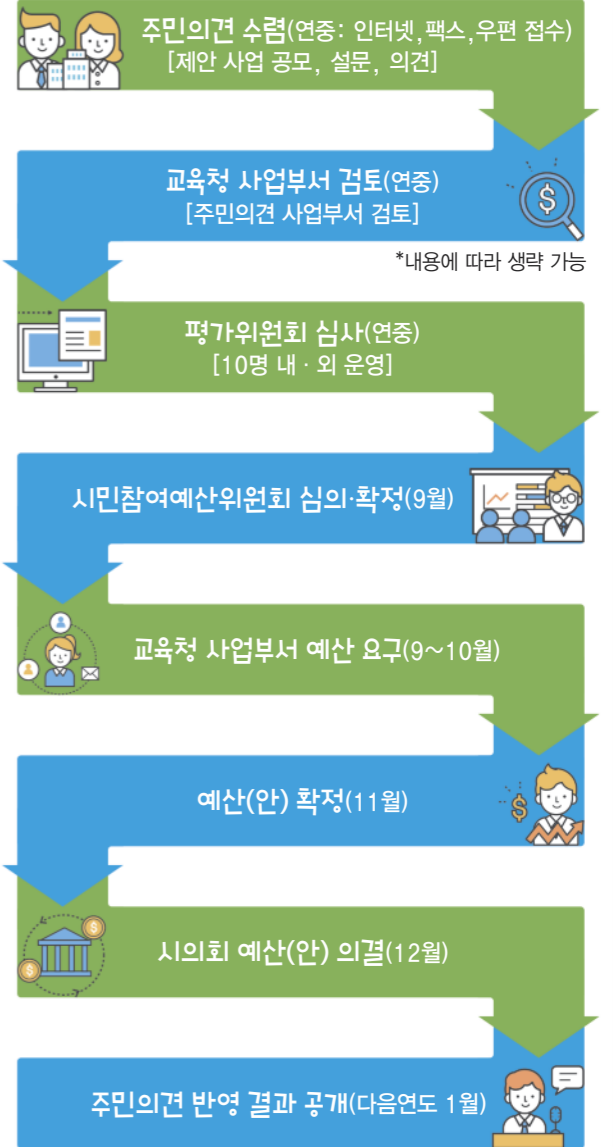 주민의견 수렴(연중: 인터넷,팩스,우편 접수)
[제안 사업 공모, 설문, 의견]
교육청 사업부서 검토(연중)
[주민의견 사업부서 검토]
*내용에 따라 생략 가능
평가위원회 심사(연중)
[10명 내 · 외 운영]
시민참여예산위원회 심의·확정(9월)
교육청 사업부서 예산 요구(9~10월)
예산(안) 확정(11월)
시의회 예산(안) 의결(12월)
주민의견 반영 결과 공개(다음연도 1월)